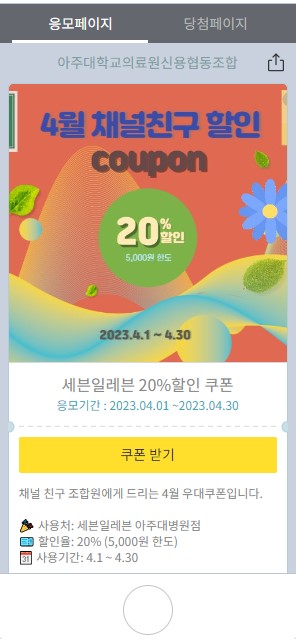 응모페이지
당첨페이지
아주대학교의료원신용협동조합
4월 채널친구 할인
coupon
20%
할인
5,000원 한도
2023.4.1 ~ 4.30
세븐일레븐 20%할인 쿠폰
응모기간 : 2023.04.01 ~2023.04.30
쿠폰 받기
채널 친구 조합원에게 드리는 4월 우대쿠폰입니다.
사용처: 세븐일레븐 아주대병원점
할인율: 20% (5,000원 한도)
사용기간: 4.1 ~ 4.30